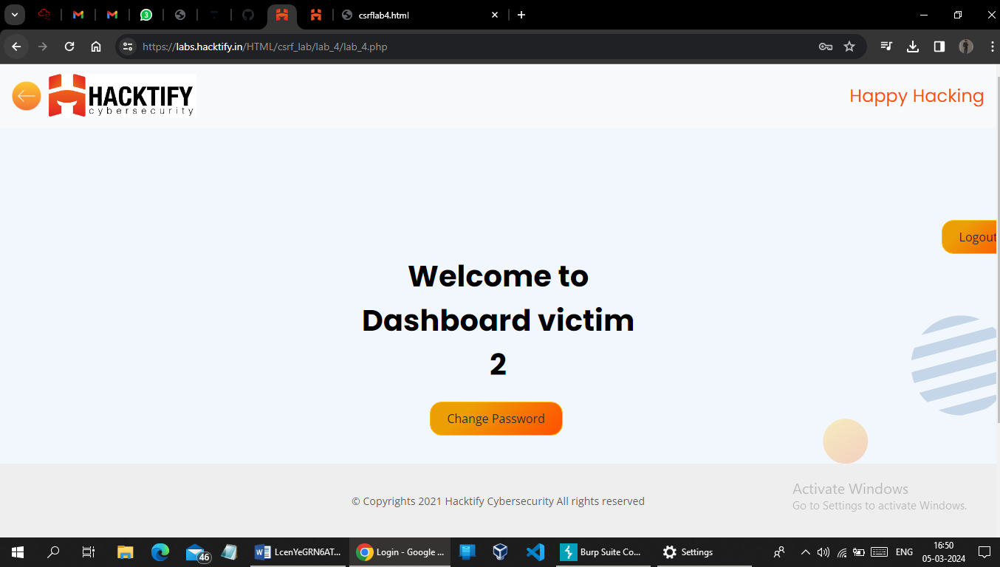 3
csrflab4.html
https://labs.hacktify.in/HTML/csrf_lab/lab_4/lab_4.php
HACKTIFY
cybersecurity
Happy Hacking
Logout
Welcome to
Dashboard victim
2
Change Password
© Copyrights 2021 Hacktify Cybersecurity All rights reserved
Activate Windows
Go to Settings to activate Windows.
46
LcenYeGRN6AT...
Login - Google ...
Burp Suite Co...
Settings
ENG
16:50
05-03-2024